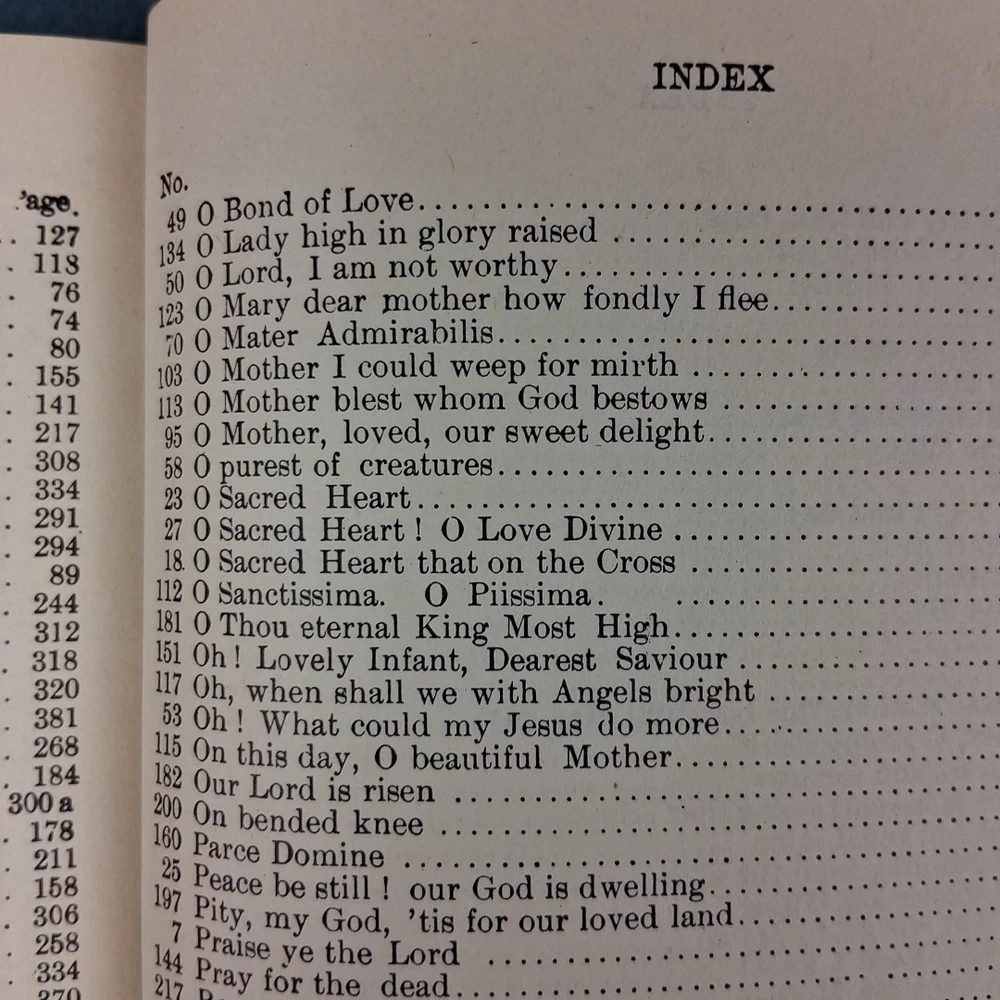 'age.
.. 127
. 118
. 76
. 74
. 80
. 155
. 141
. 217
. 308
. 334
. 291
. 294
. 89
. 244
. 312
. 318
. 320
. 381
. 268
. 184
300 a
. 178
. 211
. 158
. 306
. 258
. 334
370
INDEX
No.
49 O Bond of Love
134 O Lady high in glory raised
50 O Lord, I am not worthy
123 O Mary dear mother how fondly I flee
70 O Mater Admirabilis
103 O Mother I could weep for mirth
113 O Mother blest whom God bestows
95 O Mother, loved, our sweet delight
58 O purest of creatures
23 O Sacred Heart
27 O Sacred Heart! O Love Divine
18 O Sacred Heart that on the Cross
112 O Sanctissima. O Piissima.
181 O Thou eternal King Most High
151 Oh! Lovely Infant, Dearest Saviour
117 Oh, when shall we with Angels bright
53 Oh! What could my Jesus do more
115 On this day, O beautiful Mother
182 Our Lord is risen
200 On bended knee
160 Parce Domine
25 Peace be still! our God is dwelling
197 Pity, my God, 'tis for our loved land
7 Praise ye the Lord
144 Pray for the dead
217